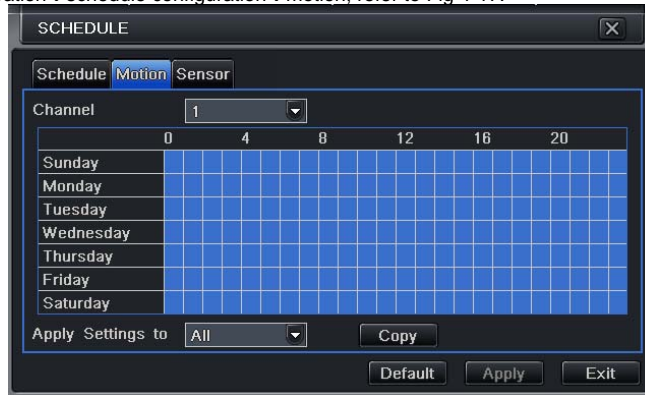 SCHEDULE
Schedule Motion Sensor
Channel 1
0 4 8 12 16 20
Sunday
Monday
Tuesday
Wednesday
Thursday
Friday
Saturday
Apply Settings to All Copy
Default Apply Exit